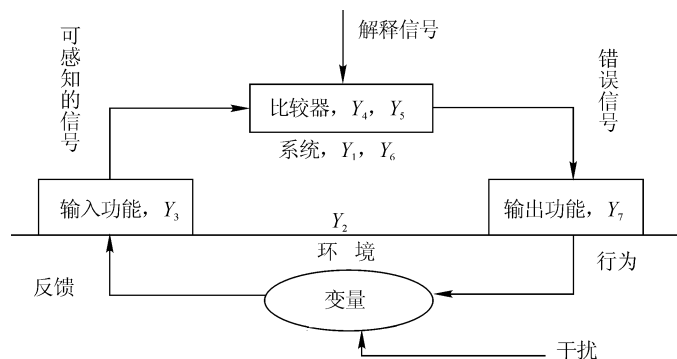 解释信号
可感知的信号
错误信号
比较器，Y₄，Y₅
系统，Y₁，Y₆
输入功能，Y₃
Y₂
输出功能，Y₇
环 境
行为
反馈
变量
干扰